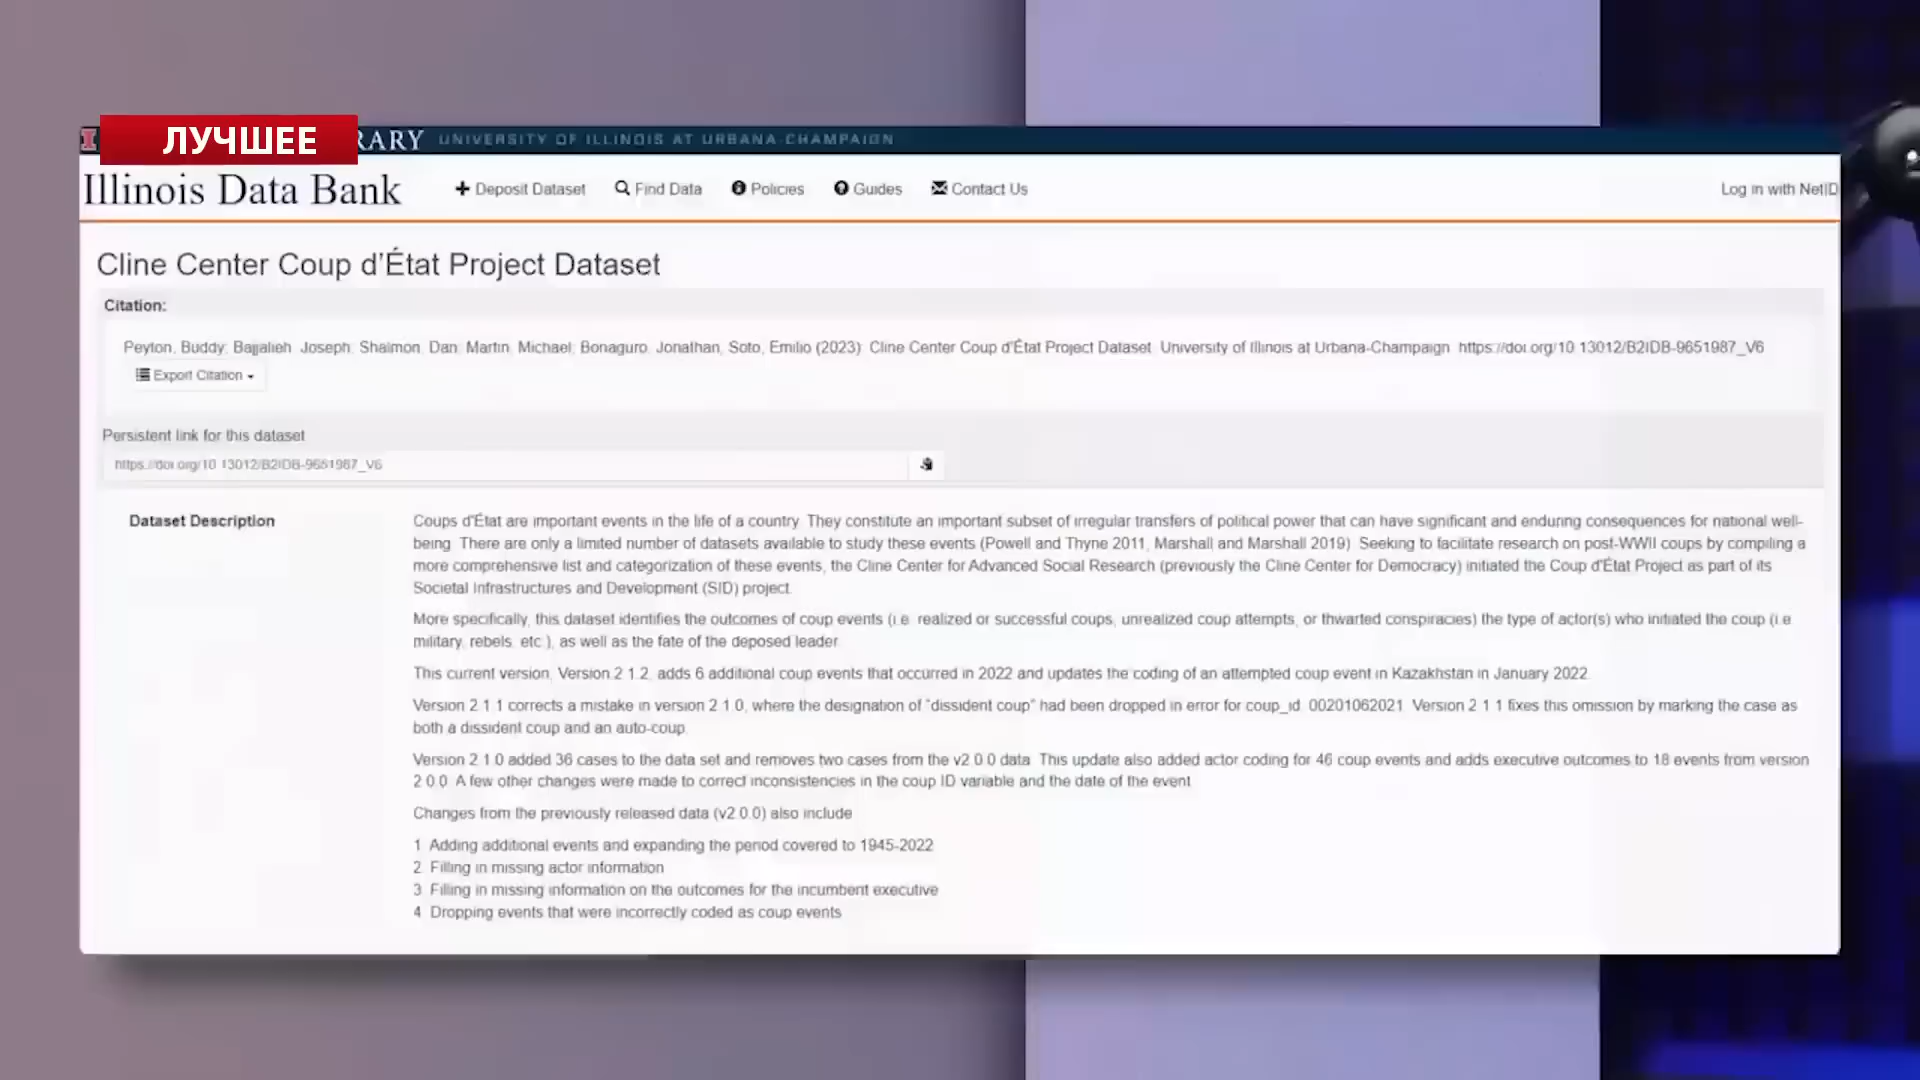 ЛУЧШЕЕ
RARY UNIVERSITY OF ILLINOIS AT URBANA-CHAMPAIGN
Illinois Data Bank
Deposit Dataset Find Data Policies Guides Contact Us Log in with NetID
Cline Center Coup d'État Project Dataset
Citation:
Peyton, Buddy; Bajjalieh, Joseph; Shalmon, Dan; Martin, Michael; Bonaguro, Jonathan; Soto, Emilio (2023): Cline Center Coup d'État Project Dataset. University of Illinois at Urbana-Champaign. https://doi.org/10.13012/B2IDB-9651987_V6
Export Citation
Persistent link for this dataset
https://doi.org/10.13012/B2IDB-9651987_V6
Dataset Description
Coups d'État are important events in the life of a country. They constitute an important subset of irregular transfers of political power that can have significant and enduring consequences for national well-
being. There are only a limited number of datasets available to study these events (Powell and Thyne 2011, Marshall and Marshall 2019). Seeking to facilitate research on post-WWII coups by compiling a
more comprehensive list and categorization of these events, the Cline Center for Advanced Social Research (previously the Cline Center for Democracy) initiated the Coup d'État Project as part of its
Societal Infrastructures and Development (SID) project.
More specifically, this dataset identifies the outcomes of coup events (i.e. realized or successful coups, unrealized coup attempts, or thwarted conspiracies) the type of actor(s) who initiated the coup (i.e.
military, rebels, etc.), as well as the fate of the deposed leader.
This current version, Version 2.1.2, adds 6 additional coup events that occurred in 2022 and updates the coding of an attempted coup event in Kazakhstan in January 2022.
Version 2.1.1 corrects a mistake in version 2.1.0, where the designation of "dissident coup" had been dropped in error for coup_id: 00201062021. Version 2.1.1 fixes this omission by marking the case as
both a dissident coup and an auto-coup.
Version 2.1.0 added 36 cases to the data set and removes two cases from the v2.0.0 data. This update also added actor coding for 46 coup events and adds executive outcomes to 18 events from version
2.0.0. A few other changes were made to correct inconsistencies in the coup ID variable and the date of the event.
Changes from the previously released data (v2.0.0) also include:
1. Adding additional events and expanding the period covered to 1945-2022
2. Filling in missing actor information
3. Filling in missing information on the outcomes for the incumbent executive
4. Dropping events that were incorrectly coded as coup events